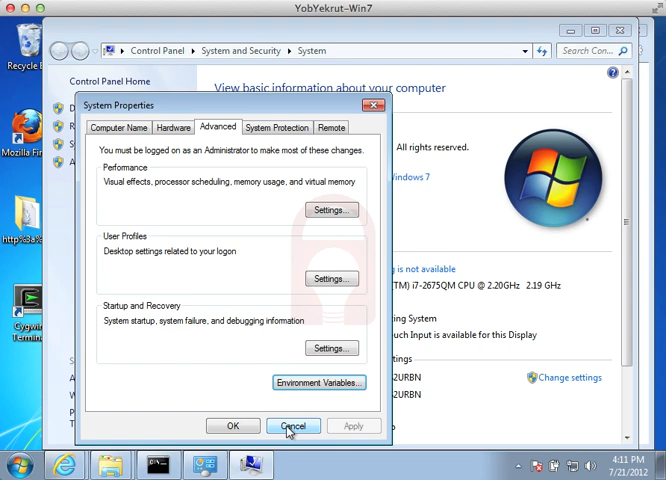 YobYekrut-Win7
Control Panel
System and Security
System
Search Con...
Recycle
Control Panel Home
View basic information about your computer
System Properties
Computer Name
Hardware
Advanced
System Protection
Remote
You must be logged on as an Administrator to make most of these changes.
All rights reserved.
Mozilla Fire
Performance
Visual effects, processor scheduling, memory usage, and virtual memory
indows 7
Settings...
User Profiles
Desktop settings related to your logon
http%3a%
g is not available
Settings...
(TM) i7-2675QM CPU @ 2.20GHz 2.19 GHz
Startup and Recovery
System startup, system failure, and debugging information
ing System
Cygwin
Terminal
uch Input is available for this Display
Settings...
ttings
Environment Variables...
2URBN
Change settings
2URBN
OK
Cancel
Apply
4:11 PM
7/21/2012